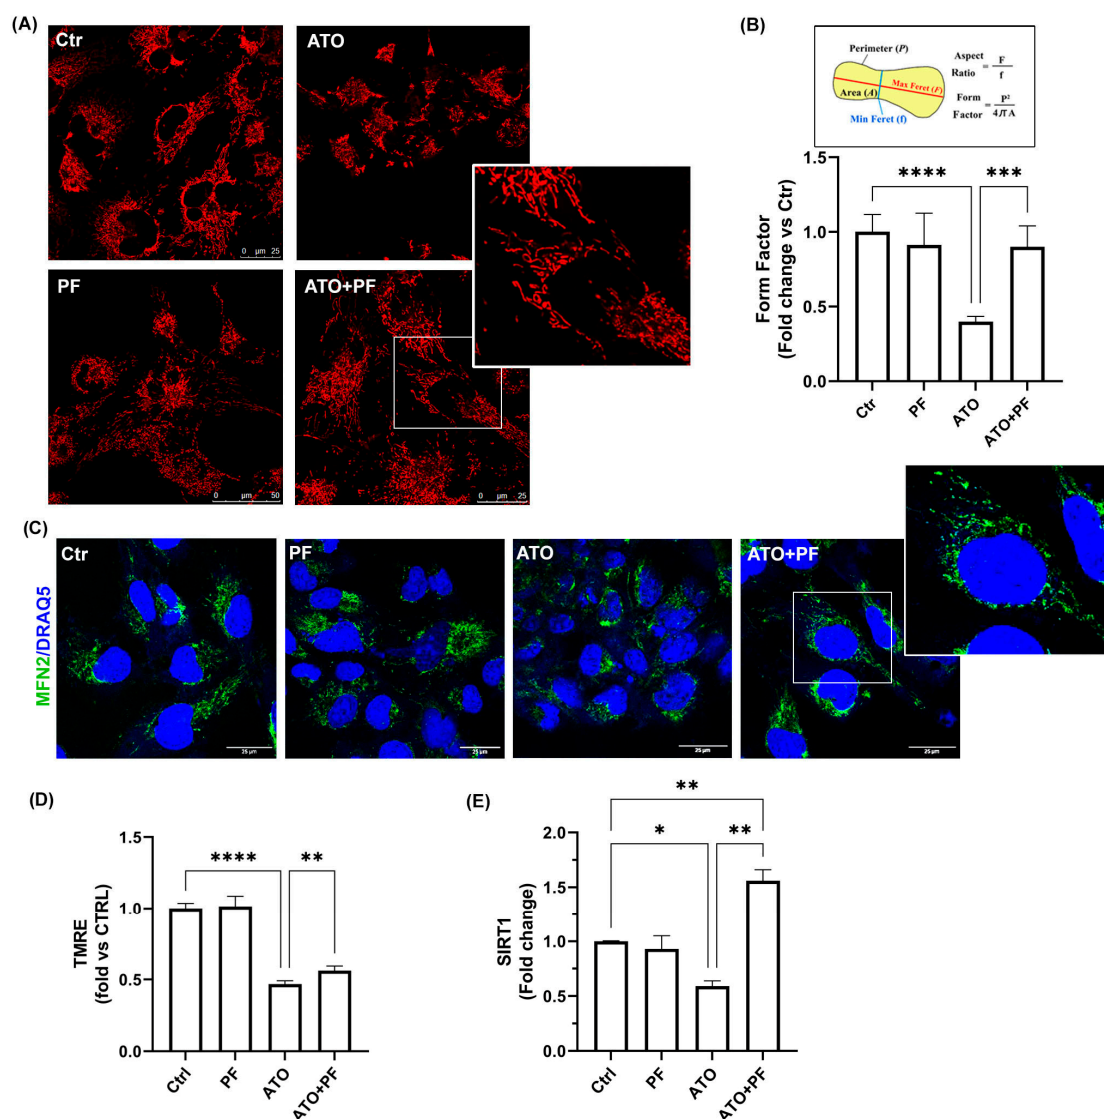 (A)
Ctr
ATO
0 µm 25
PF
ATO+PF
0 µm 50
0 µm 25
(B)
Perimeter (P)
Area (A)
Max Feret (F)
Min Feret (f)
Aspect Ratio = F / f
Form Factor = P² / 4π A
Form Factor
(Fold change vs Ctr)
1.5
1.0
0.5
0.0
****
***
Ctr
PF
ATO
ATO+PF
(C)
MFN2/DRAQ5
Ctr
PF
ATO
ATO+PF
25 µm
25 µm
25 µm
25 µm
(D)
TMRE
(fold vs CTRL)
1.5
1.0
0.5
0.0
****
**
Ctrl
PF
ATO
ATO+PF
(E)
SIRT1
(Fold change)
2.0
1.5
1.0
0.5
0.0
**
*
**
Ctrl
PF
ATO
ATO+PF